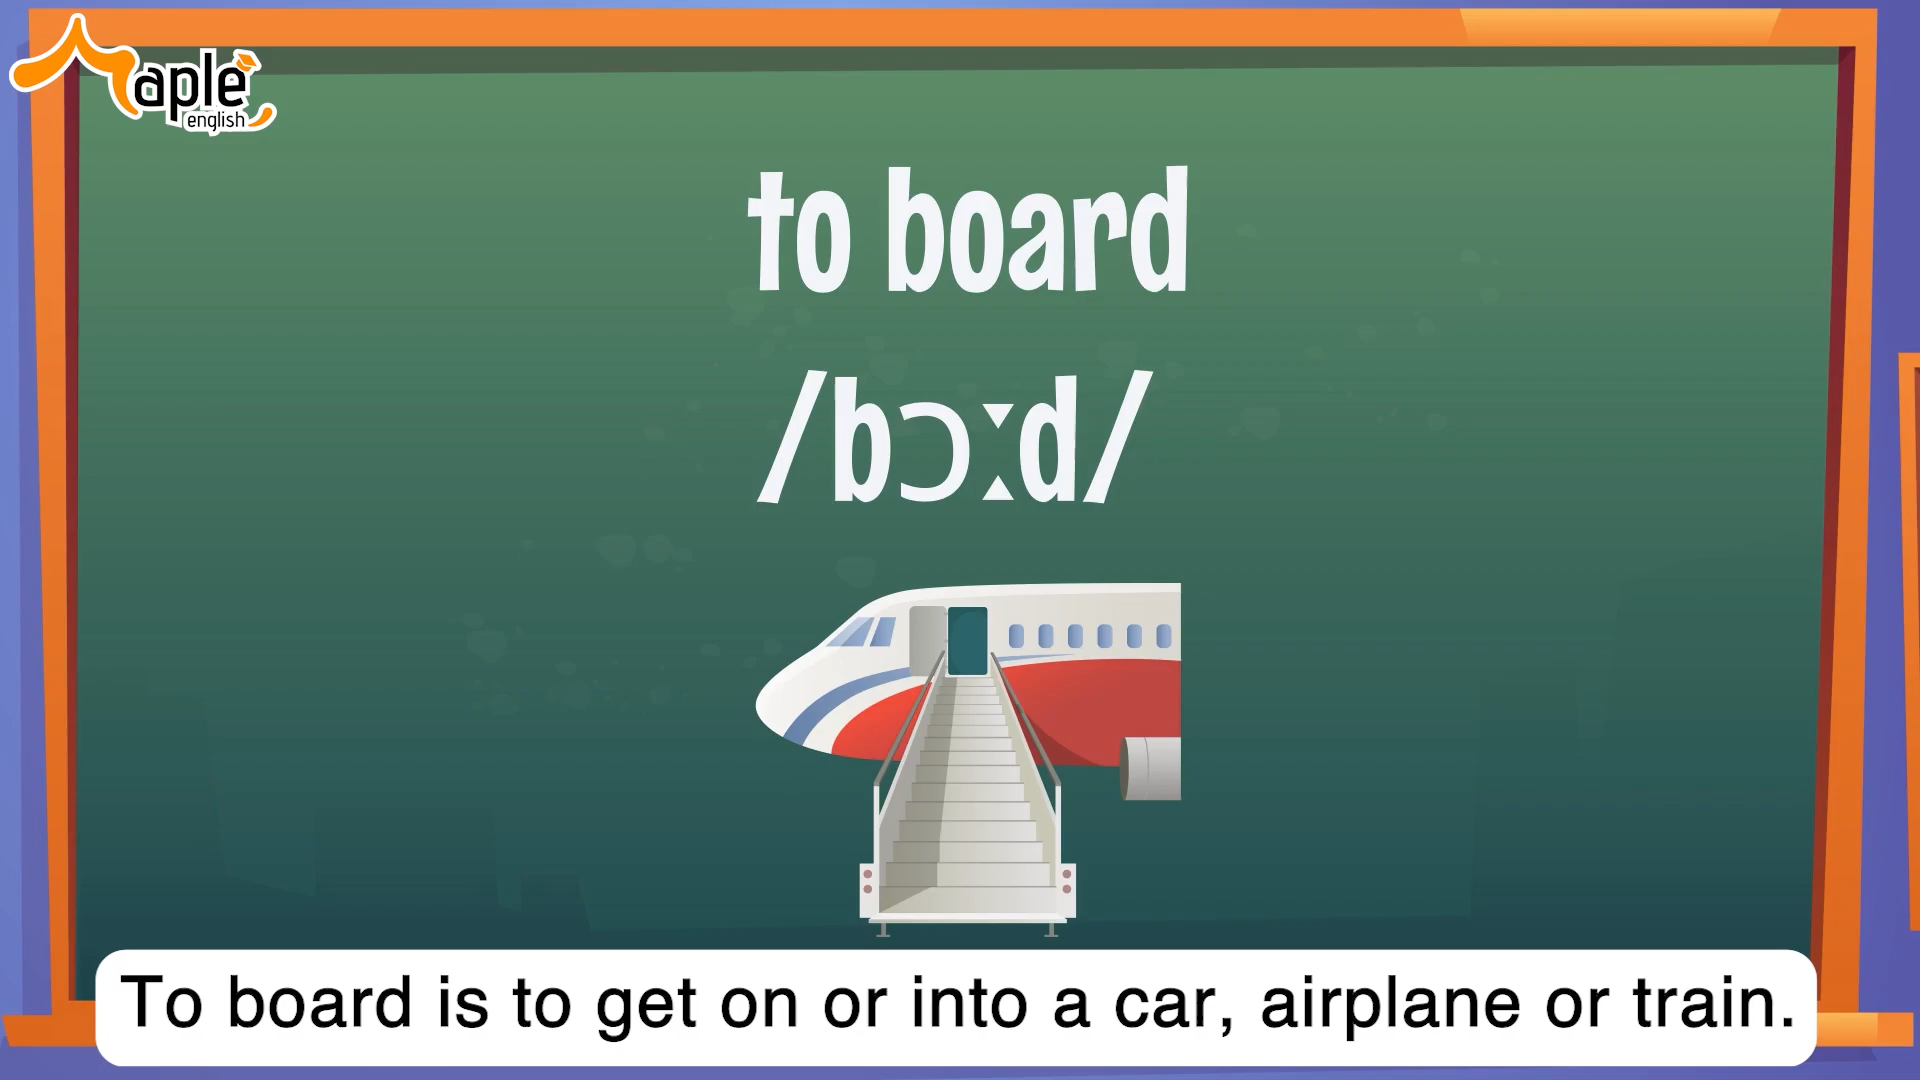 Maple
english
to board
/bɔːd/
To board is to get on or into a car, airplane or train.